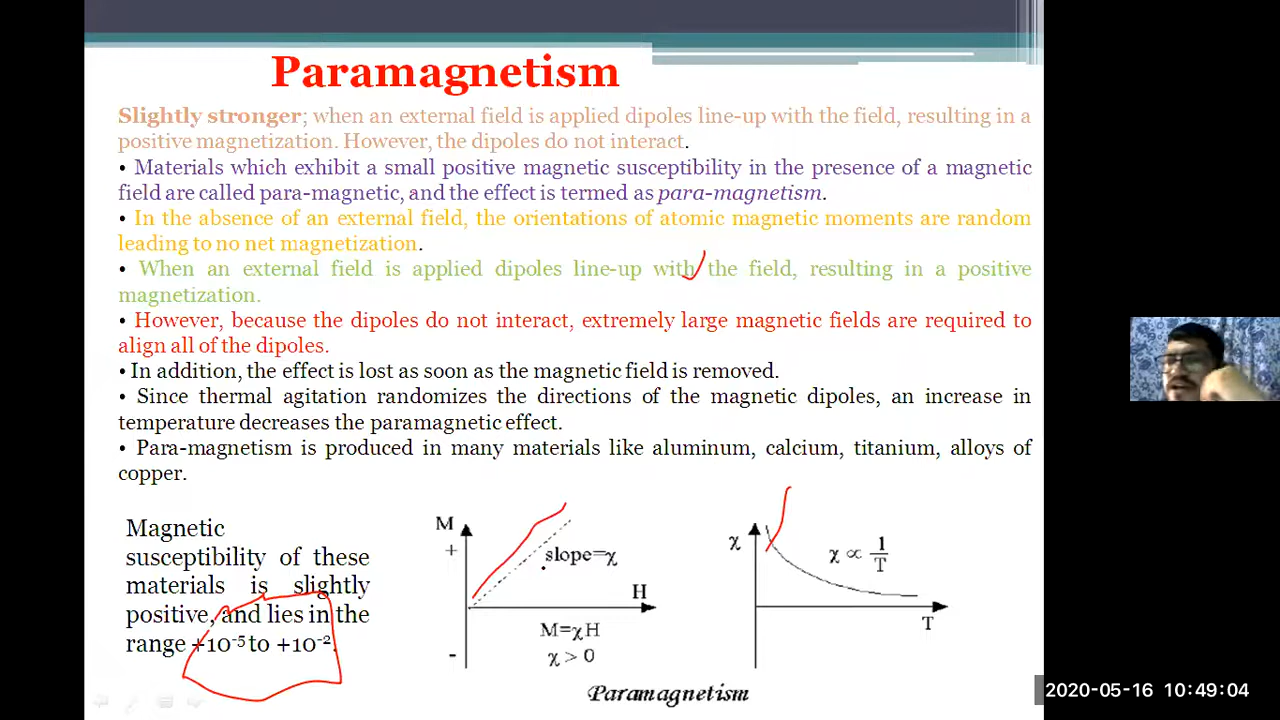 Paramagnetism
Slightly stronger; when an external field is applied dipoles line-up with the field, resulting in a
positive magnetization. However, the dipoles do not interact.
• Materials which exhibit a small positive magnetic susceptibility in the presence of a magnetic
field are called para-magnetic, and the effect is termed as para-magnetism.
• In the absence of an external field, the orientations of atomic magnetic moments are random
leading to no net magnetization.
• When an external field is applied dipoles line-up with the field, resulting in a positive
magnetization.
• However, because the dipoles do not interact, extremely large magnetic fields are required to
align all of the dipoles.
• In addition, the effect is lost as soon as the magnetic field is removed.
• Since thermal agitation randomizes the directions of the magnetic dipoles, an increase in
temperature decreases the paramagnetic effect.
• Para-magnetism is produced in many materials like aluminum, calcium, titanium, alloys of
copper.
Magnetic
susceptibility of these
materials is slightly
positive, and lies in the
range +10⁻⁵ to +10⁻².
M
+
slope=χ
H
M=χH
χ > 0
-
χ
χ ∝ 1/T
T
Paramagnetism
2020-05-16 10:49:04